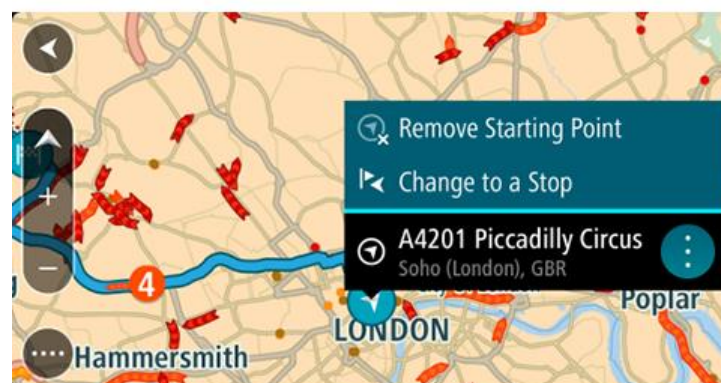 Remove Starting Point
Change to a Stop
A4201 Piccadilly Circus
Soho (London), GBR
4
Poplar
LONDON
Hammersmith